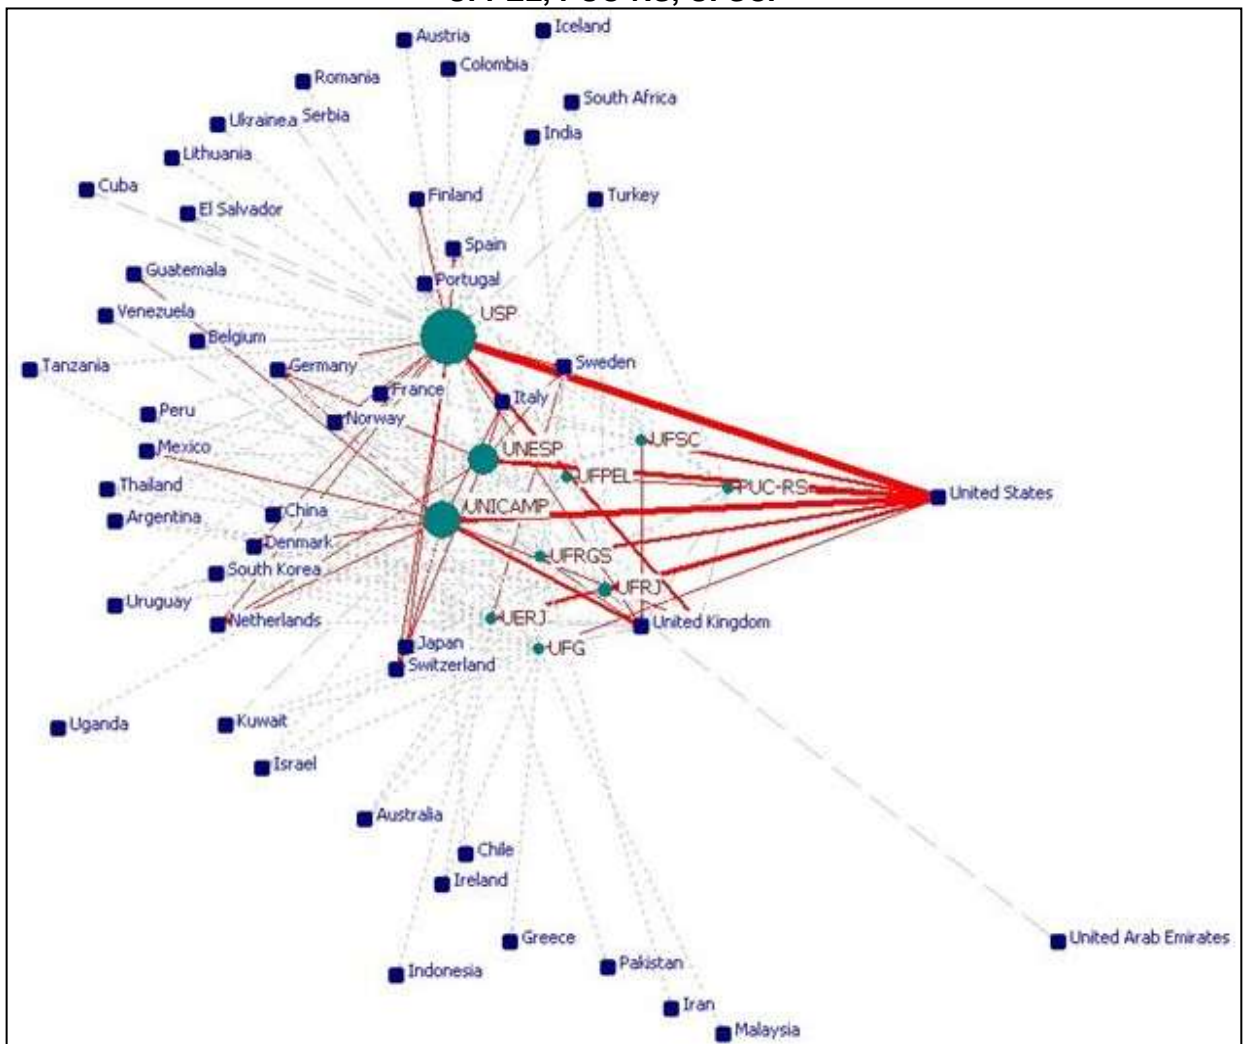 Iceland
Austria
Colombia
Romania
South Africa
Serbia
Ukraine.a
India
Lithuania
Cuba
Finland
Turkey
El Salvador
Spain
Guatemala
Portugal
Venezuela
USP
Belgium
Sweden
Tanzania
Germany
France
Italy
Peru
Norway
UFSC
Mexico
UNESP
UFPEL
Thailand
PUC-RS
United States
China
UNICAMP
Argentina
Denmark
UFRGS
South Korea
UFRJ
Uruguay
Netherlands
UERJ
United Kingdom
Japan
UFG
Switzerland
Uganda
Kuwait
Israel
Australia
Chile
Ireland
Greece
United Arab Emirates
Pakistan
Indonesia
Iran
Malaysia